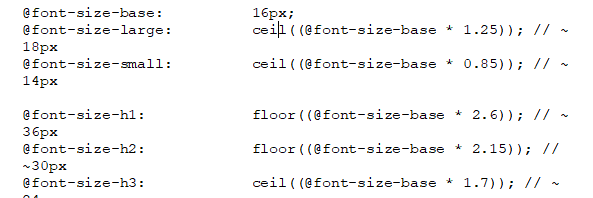 @font-size-base: 16px;
@font-size-large: ceil((@font-size-base * 1.25)); // ~
18px
@font-size-small: ceil((@font-size-base * 0.85)); // ~
14px
@font-size-h1: floor((@font-size-base * 2.6)); // ~
36px
@font-size-h2: floor((@font-size-base * 2.15)); //
~30px
@font-size-h3: ceil((@font-size-base * 1.7)); // ~